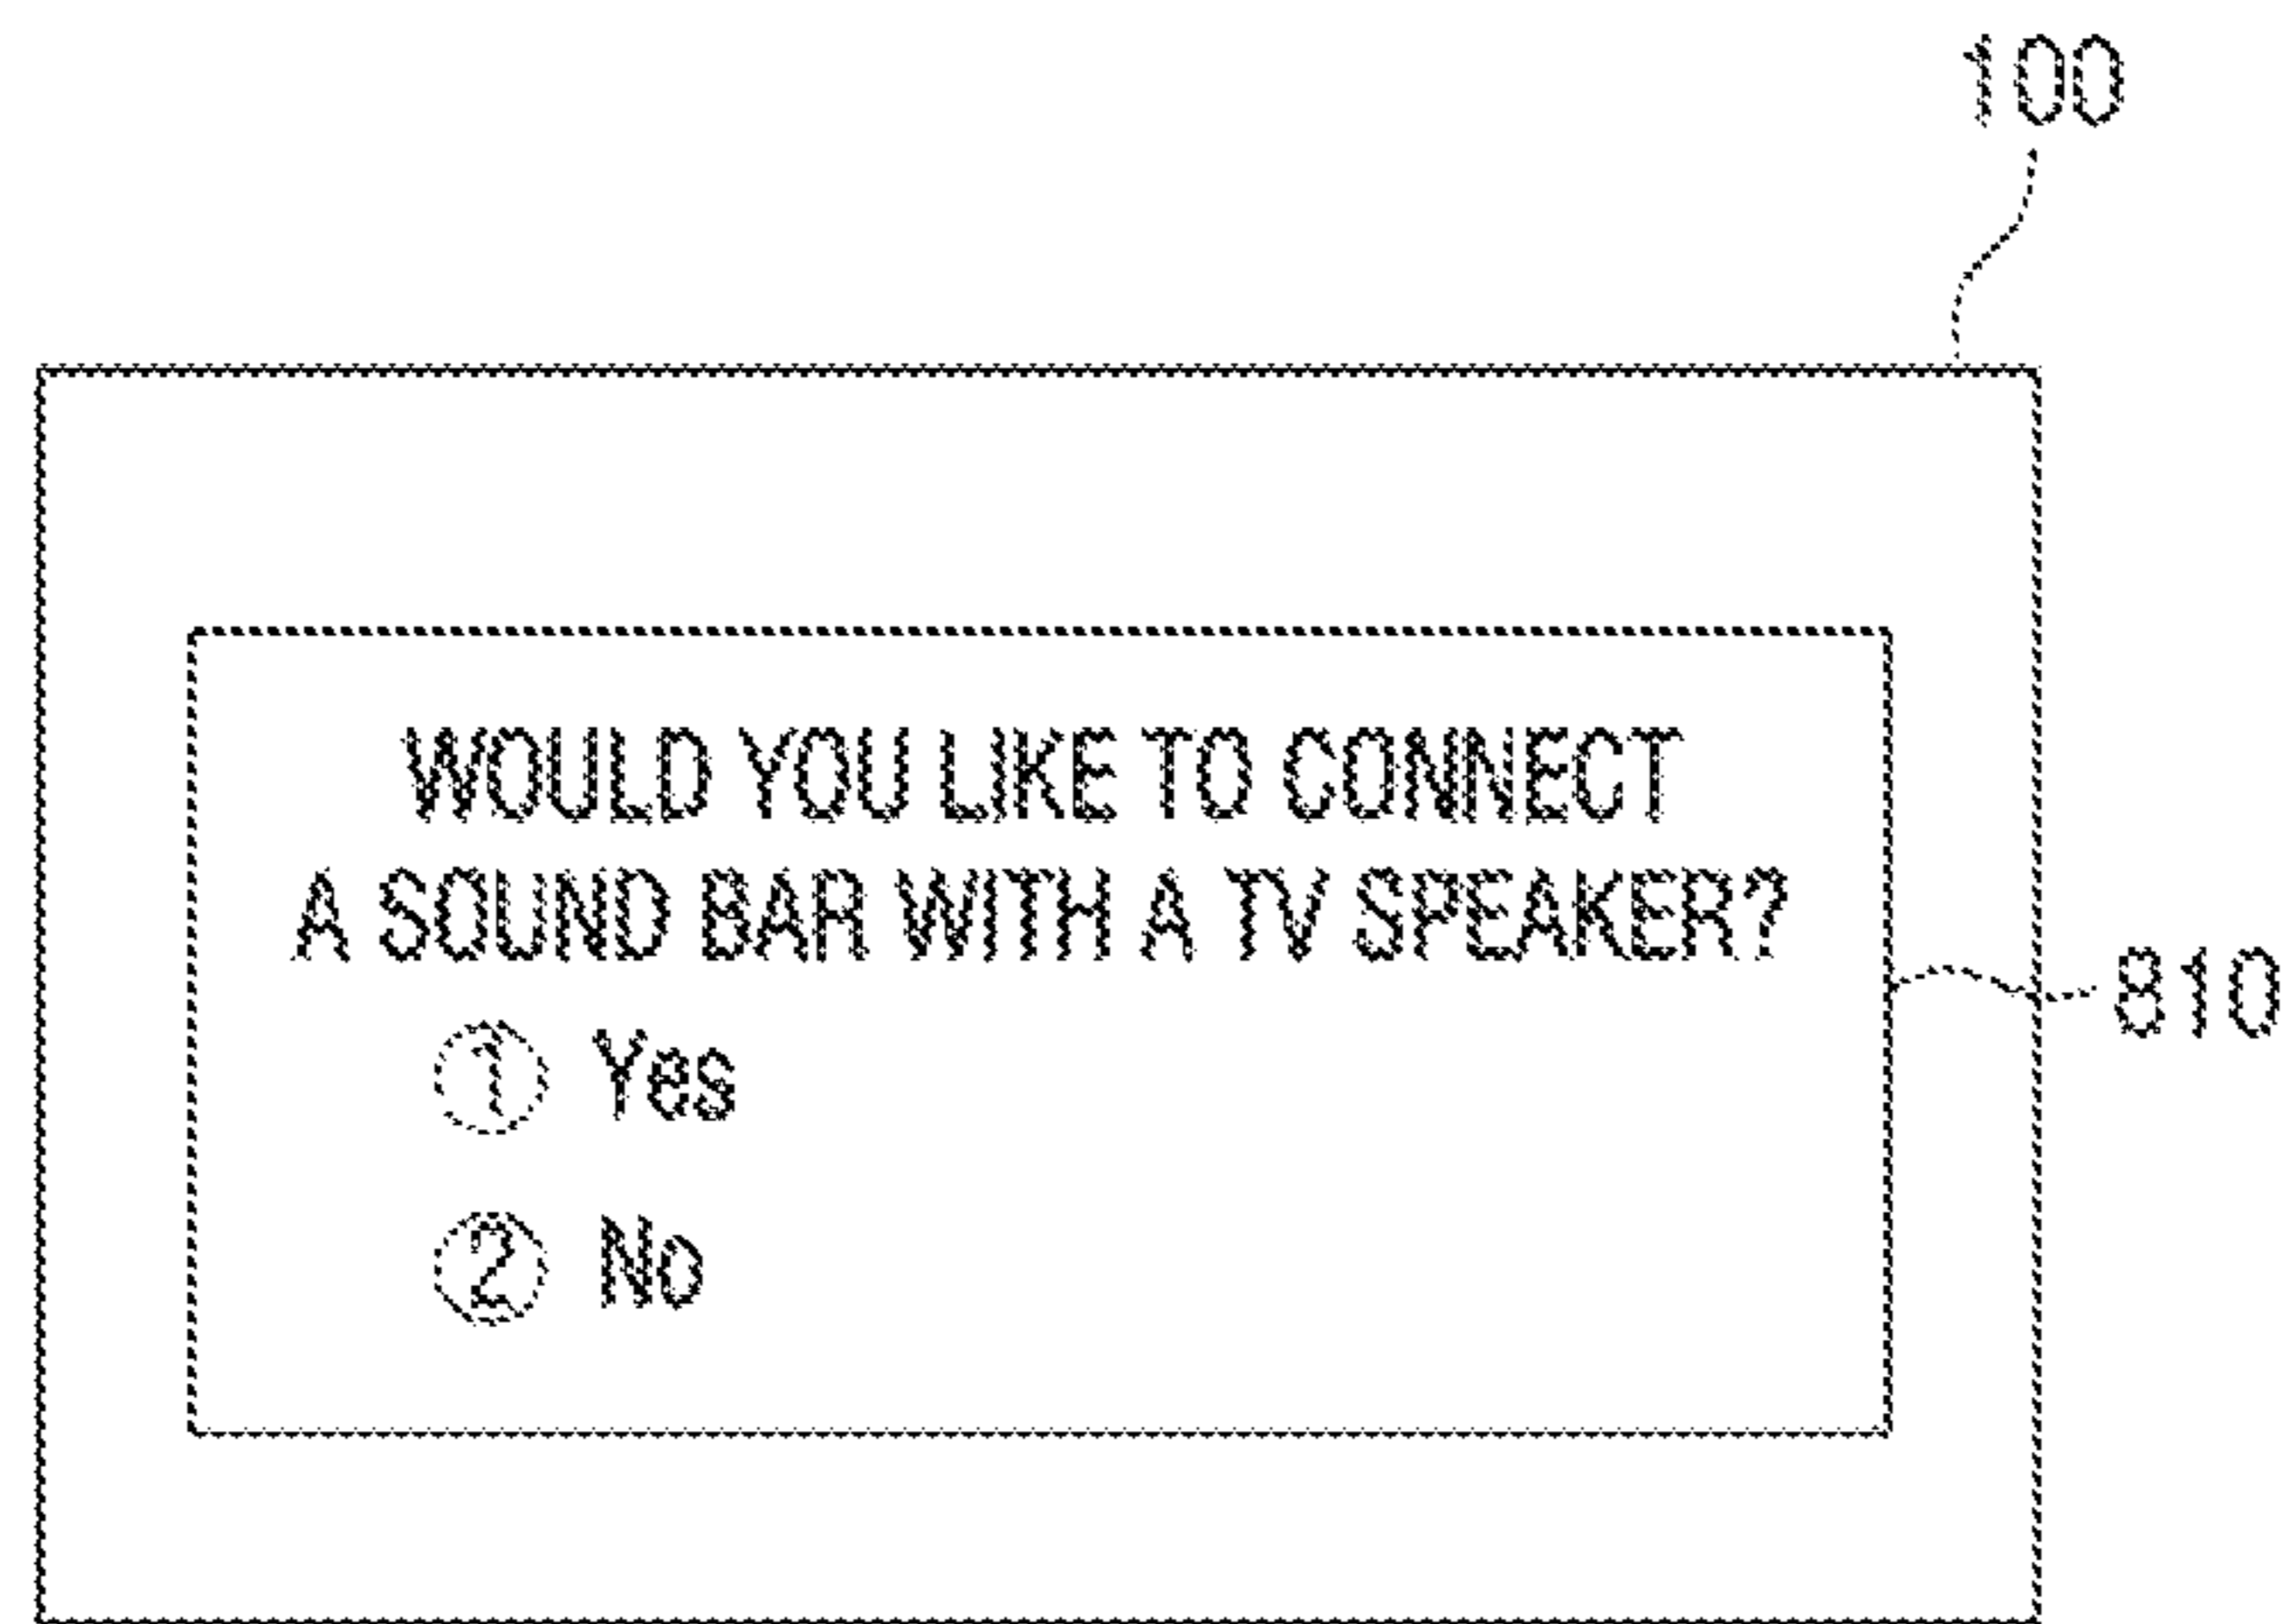 100
WOULD YOU LIKE TO CONNECT
A SOUND BAR WITH A TV SPEAKER?
810
① Yes
② No